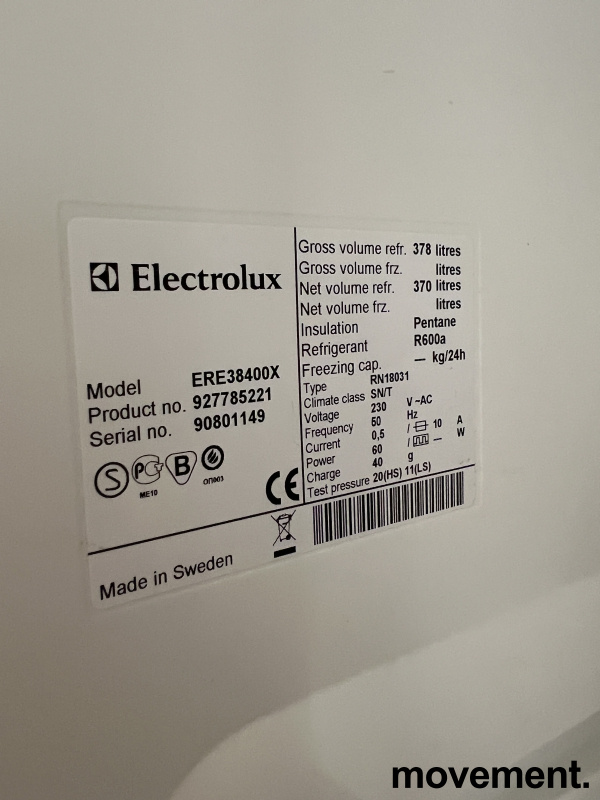 Electrolux
Model ERE38400X
Product no. 927785221
Serial no. 90801149
S PCT B
ME10 ОП003
CE
Made in Sweden
Gross volume refr. 378 litres
Gross volume frz. litres
Net volume refr. 370 litres
Net volume frz. litres
Insulation Pentane
Refrigerant R600a
Freezing cap. — kg/24h
Type RN18031
Climate class SN/T
Voltage 230 V ~AC
Frequency 50 Hz
Current 0,5 / 10 A
Power 60 / — W
Charge 40 g
Test pressure 20(HS) 11(LS)
movement.